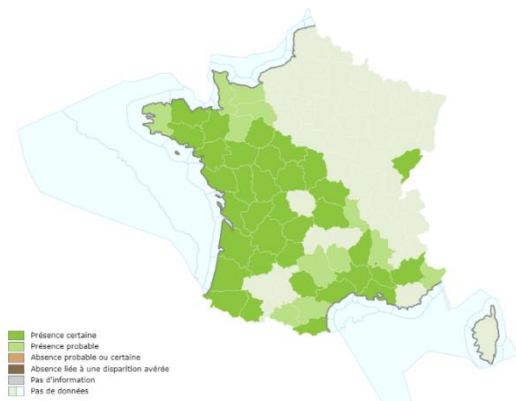 Présence certaine
Présence probable
Absence probable ou certaine
Absence liée à une disparition avérée
Pas d'information
Pas de données